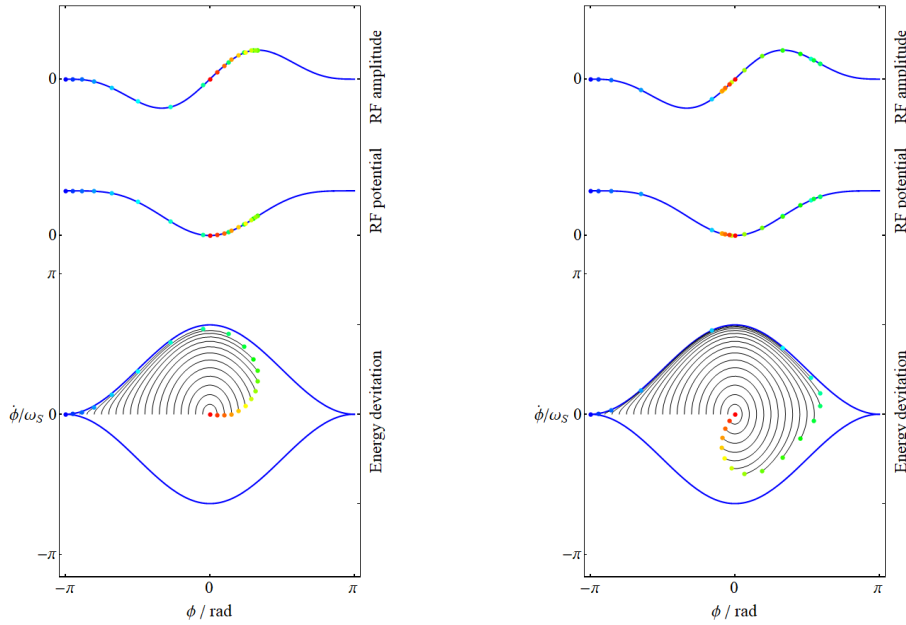 0
RF amplitude
0
RF potential
π
ϕ̇/ω_S 0
Energy devitation
−π
−π 0 π
ϕ / rad
0
RF amplitude
0
RF potential
π
ϕ̇/ω_S 0
Energy devitation
−π
−π 0 π
ϕ / rad